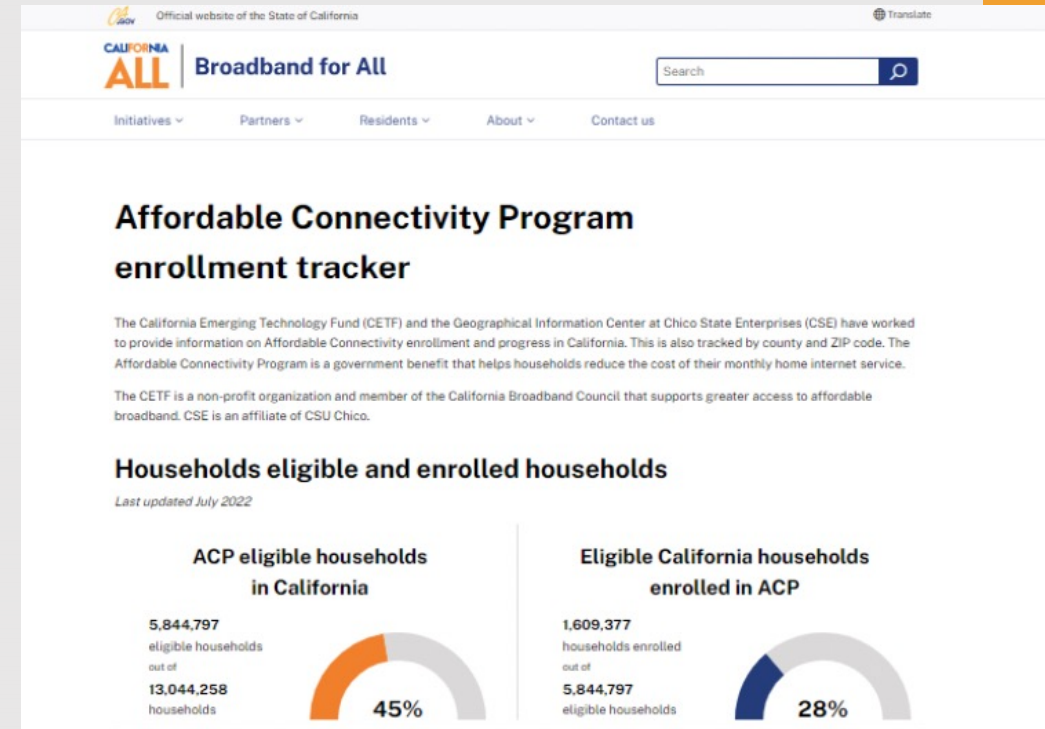 CA.GOV Official website of the State of California Translate
CALIFORNIA
ALL Broadband for All Search
Initiatives Partners Residents About Contact us
Affordable Connectivity Program
enrollment tracker
The California Emerging Technology Fund (CETF) and the Geographical Information Center at Chico State Enterprises (CSE) have worked
to provide information on Affordable Connectivity enrollment and progress in California. This is also tracked by county and ZIP code. The
Affordable Connectivity Program is a government benefit that helps households reduce the cost of their monthly home internet service.
The CETF is a non-profit organization and member of the California Broadband Council that supports greater access to affordable
broadband. CSE is an affiliate of CSU Chico.
Households eligible and enrolled households
Last updated July 2022
ACP eligible households
in California
5,844,797
eligible households
out of
13,044,258
households
45%
Eligible California households
enrolled in ACP
1,609,377
households enrolled
out of
5,844,797
eligible households
28%